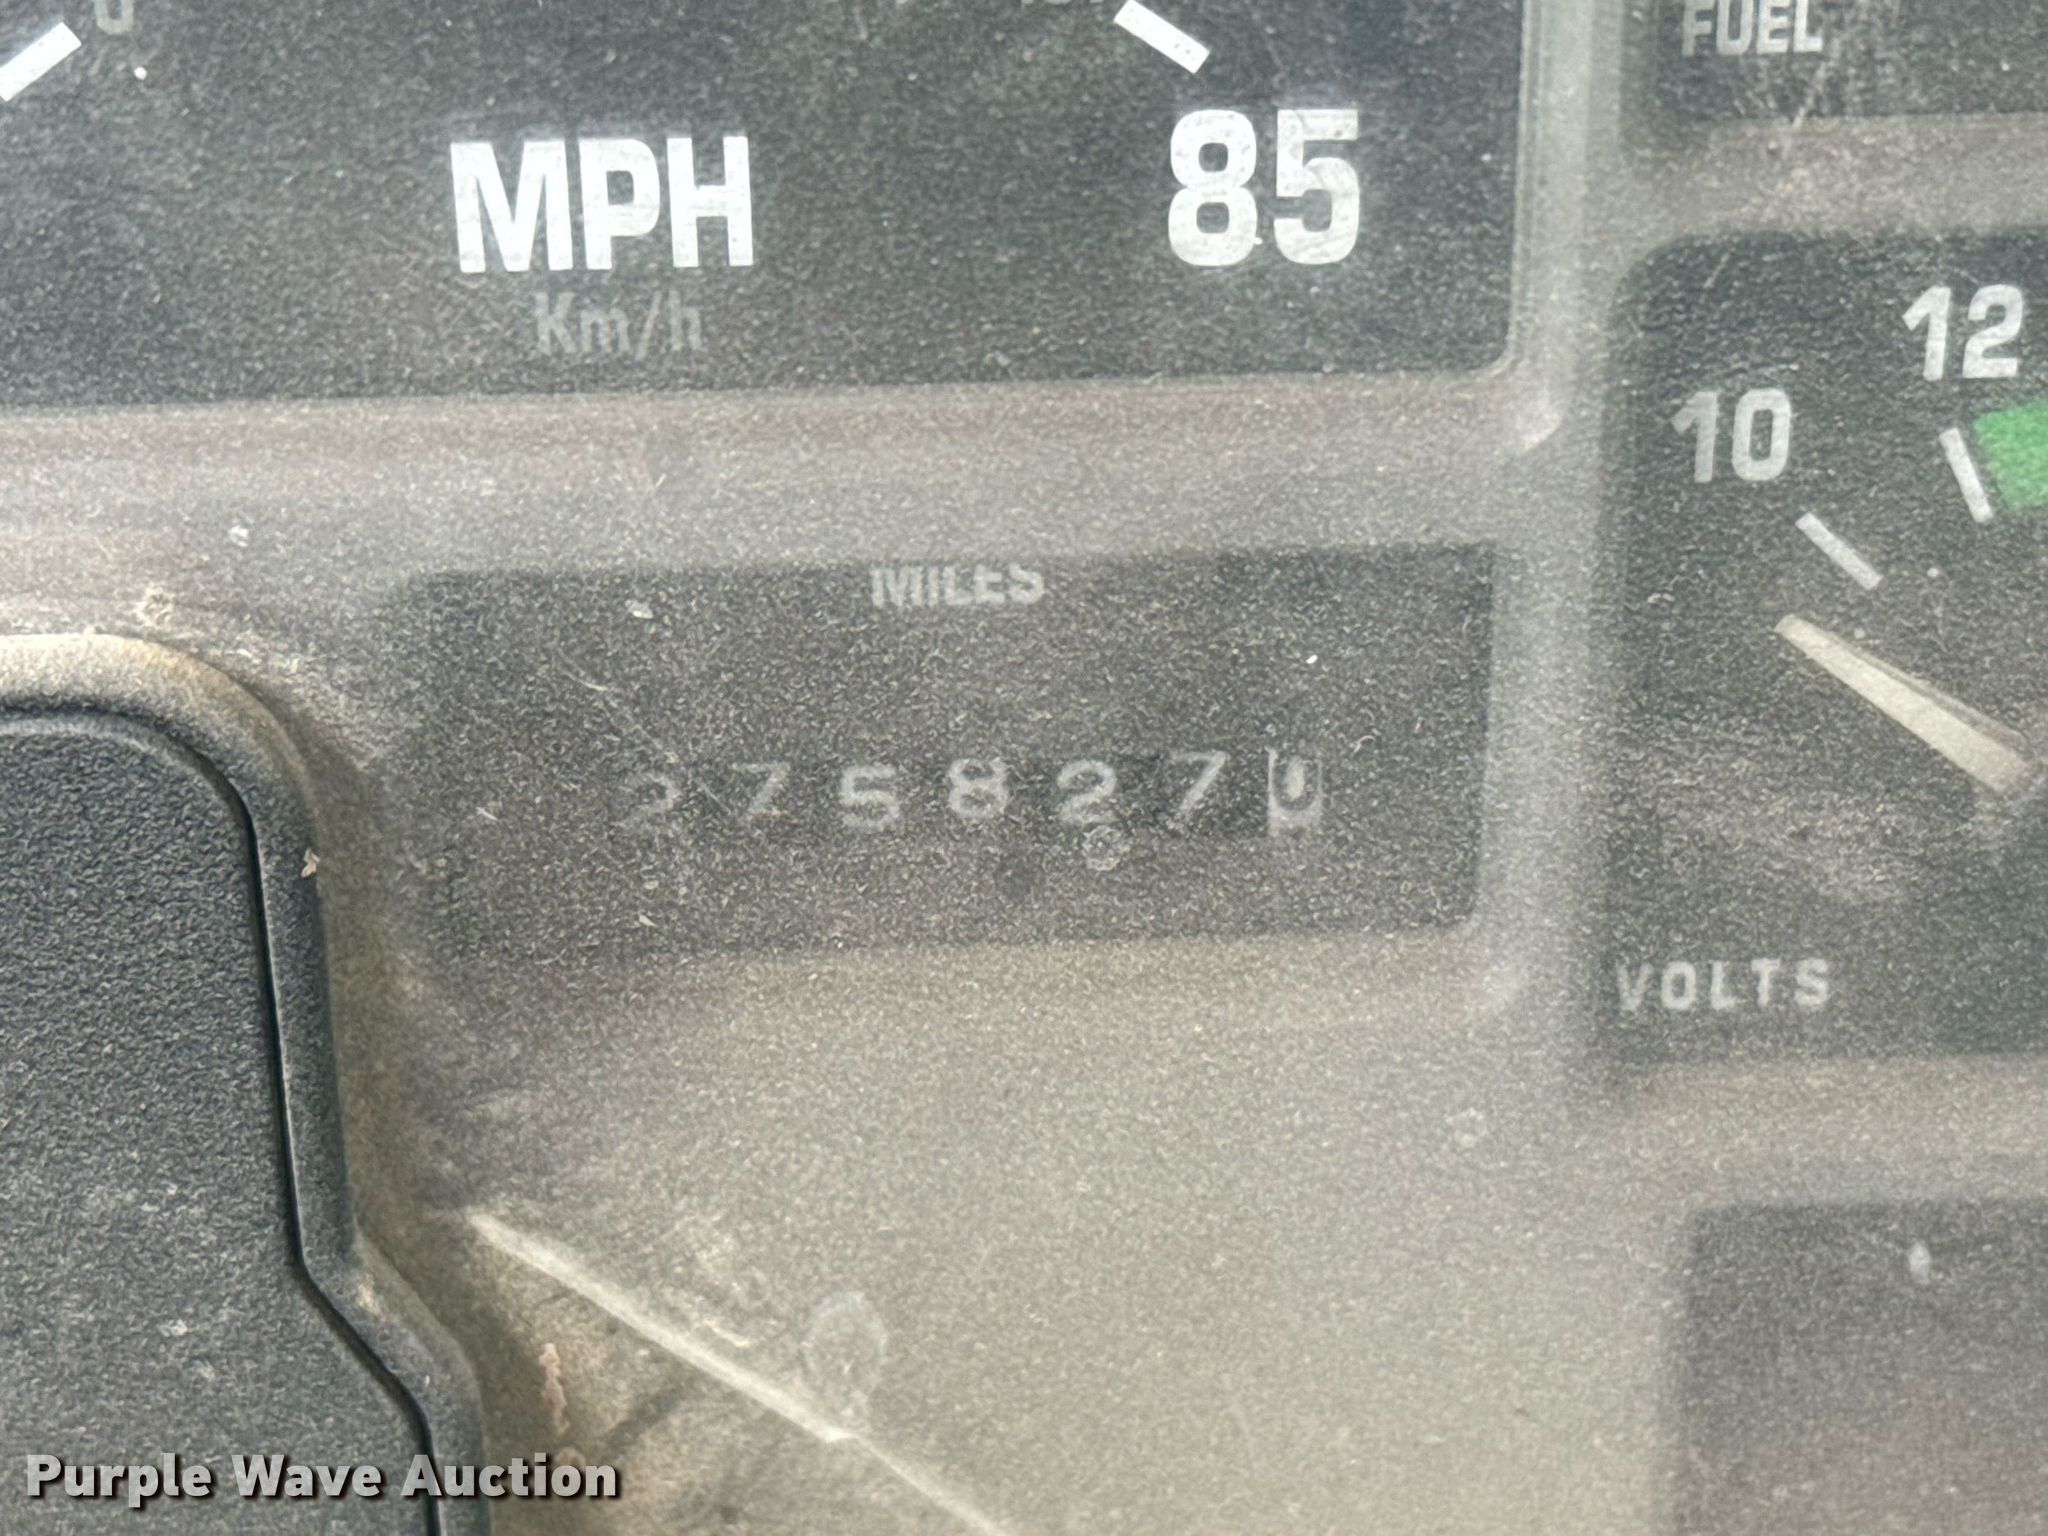 FUEL
MPH
85
Km/h
12
10
MILES
275827
VOLTS
Purple Wave Auction